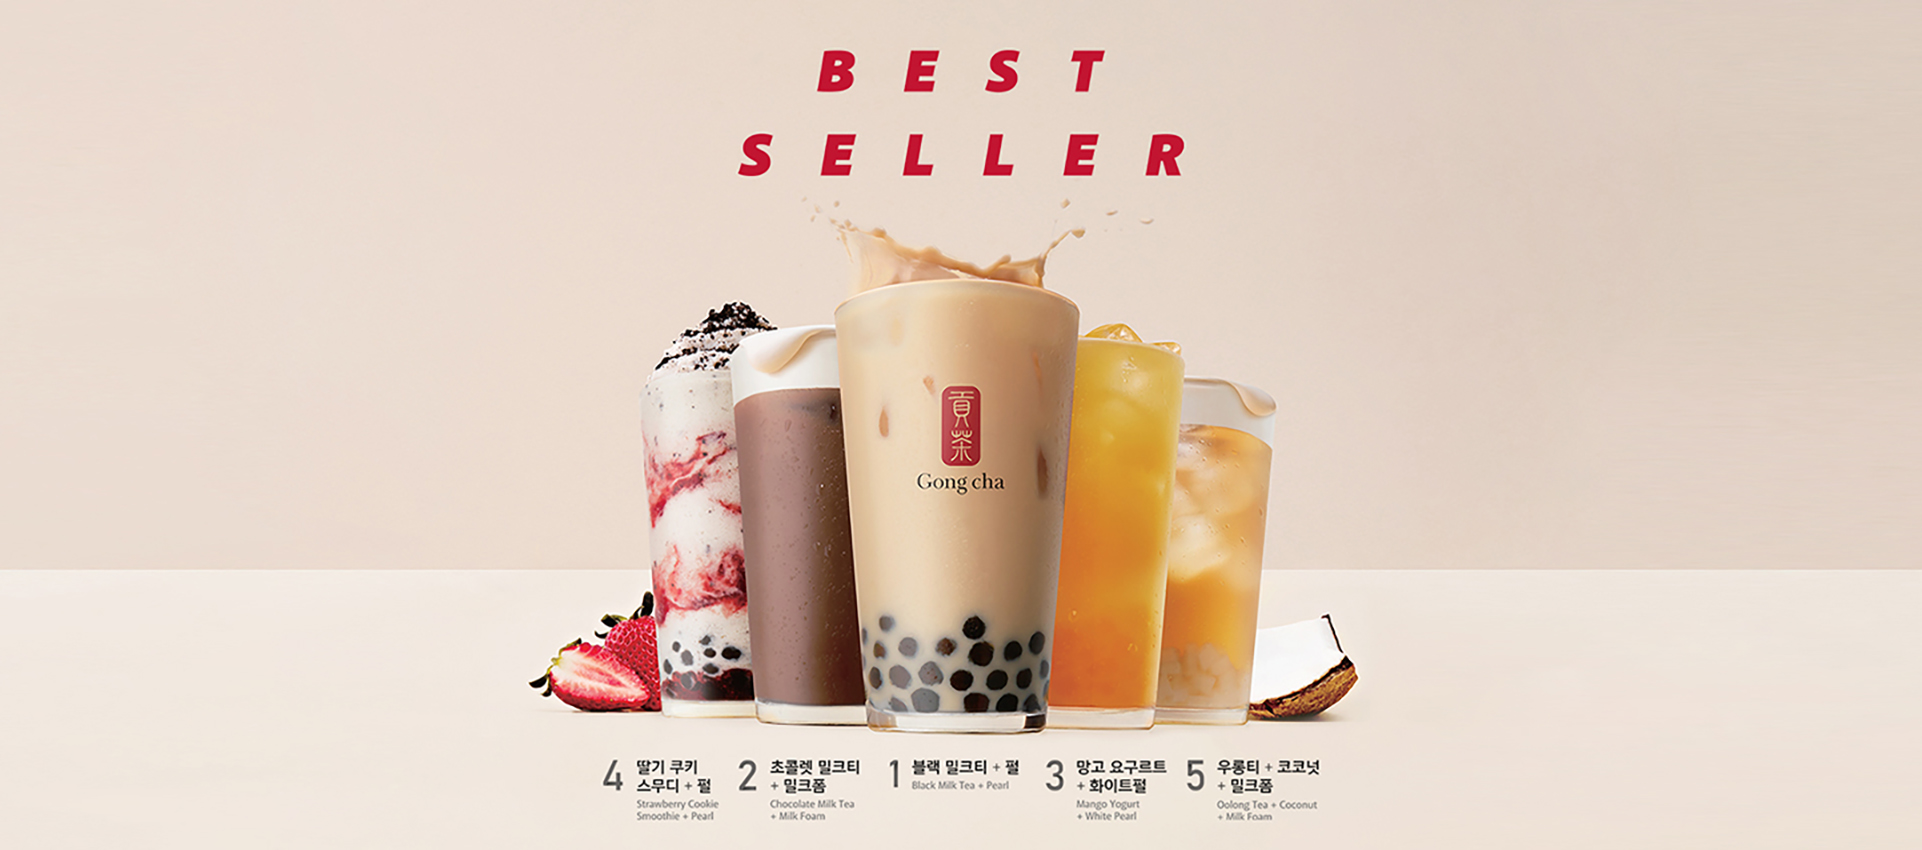 BEST
SELLER
貢
茶
Gong cha
4 딸기 쿠키
스무디 + 펄
Strawberry Cookie
Smoothie + Pearl
2 초콜렛 밀크티
+ 밀크폼
Chocolate Milk Tea
+ Milk Foam
1 블랙 밀크티 + 펄
Black Milk Tea + Pearl
3 망고 요구르트
+ 화이트펄
Mango Yogurt
+ White Pearl
5 우롱티 + 코코넛
+ 밀크폼
Oolong Tea + Coconut
+ Milk Foam